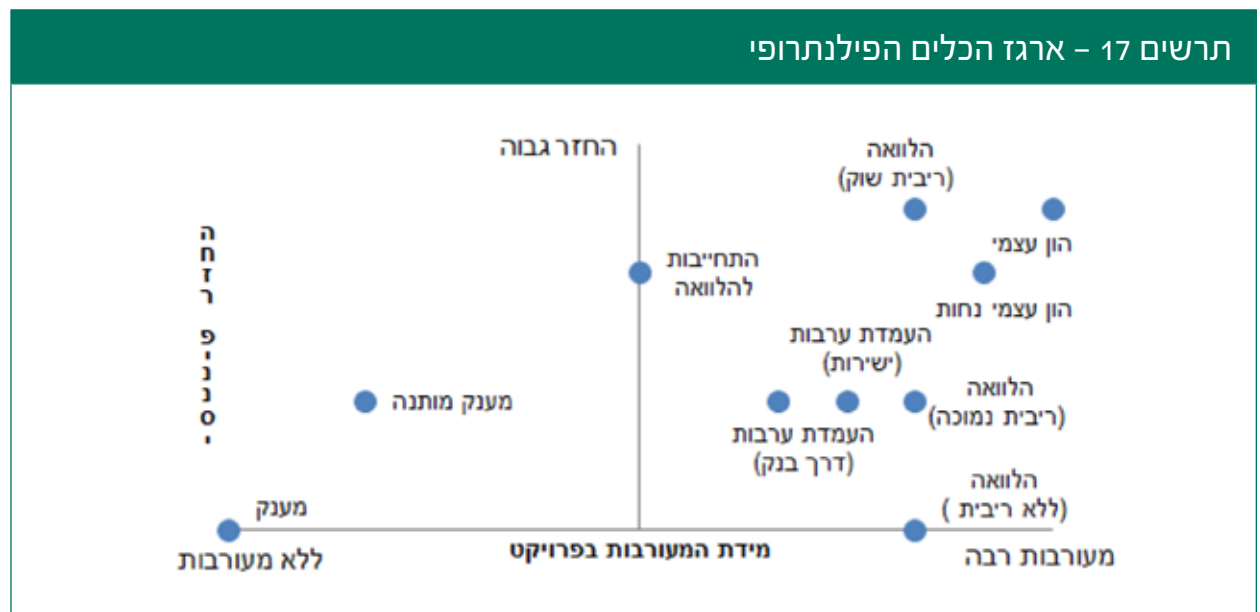 תרשים 17 – ארגז הכלים הפילנתרופי
החזר גבוה
הלוואה
(ריבית שוק)
הון עצמי
התחייבות
להלוואה
הון עצמי נחות
העמדת ערבות
(ישירות)
הלוואה
(ריבית נמוכה)
מענק מותנה
העמדת ערבות
(דרך בנק)
הלוואה
(ללא ריבית )
מענק
מידת המעורבות בפרויקט
מעורבות רבה
ללא מעורבות
ה
ח
ז
ר
פ
י
נ
נ
ס
י